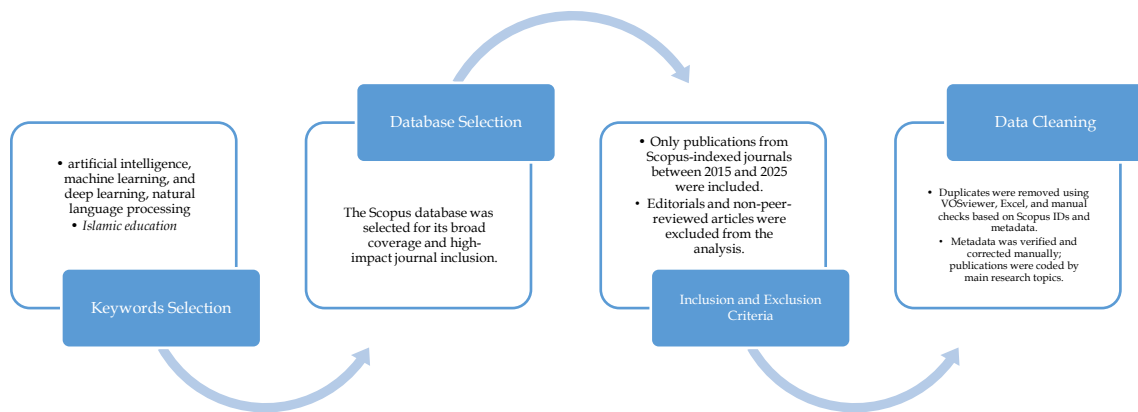 • artificial intelligence,
machine learning, and
deep learning, natural
language processing
• Islamic education
Keywords Selection
Database Selection
The Scopus database was
selected for its broad
coverage and high-
impact journal inclusion.
• Only publications from
Scopus-indexed journals
between 2015 and 2025
were included.
• Editorials and non-peer-
reviewed articles were
excluded from the
analysis.
Inclusion and Exclusion
Criteria
Data Cleaning
• Duplicates were removed using
VOSviewer, Excel, and manual
checks based on Scopus IDs and
metadata.
• Metadata was verified and
corrected manually;
publications were coded by
main research topics.